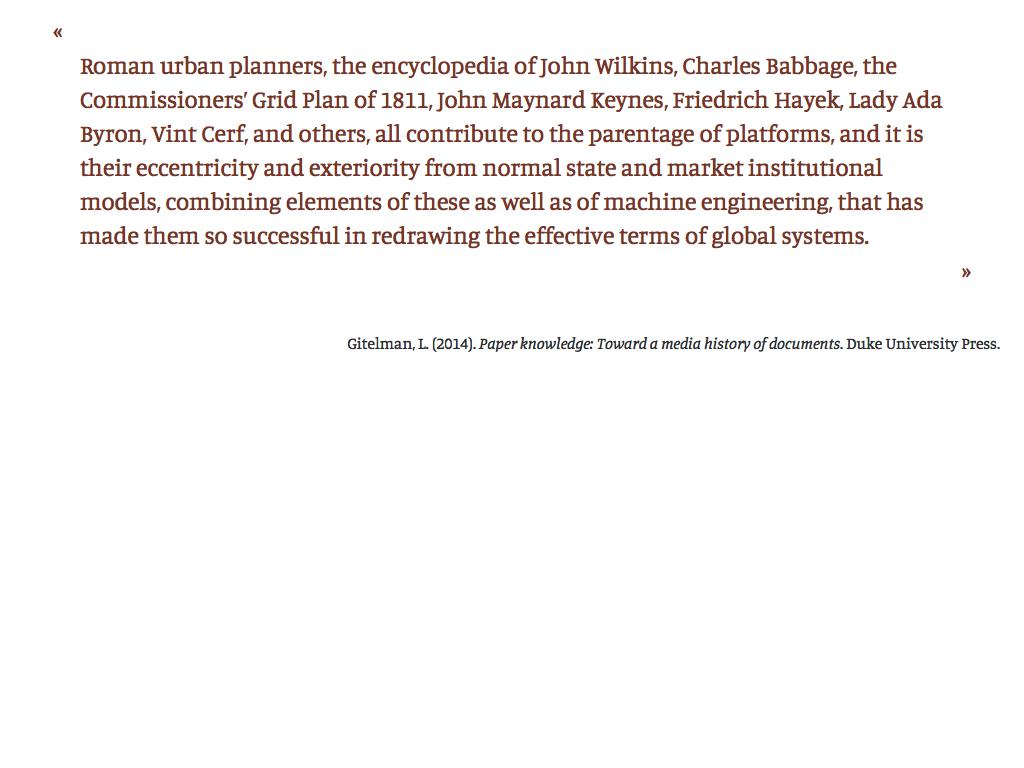 «
Roman urban planners, the encyclopedia of John Wilkins, Charles Babbage, the
Commissioners’ Grid Plan of 1811, John Maynard Keynes, Friedrich Hayek, Lady Ada
Byron, Vint Cerf, and others, all contribute to the parentage of platforms, and it is
their eccentricity and exteriority from normal state and market institutional
models, combining elements of these as well as of machine engineering, that has
made them so successful in redrawing the effective terms of global systems.
»
Gitelman, L. (2014). Paper knowledge: Toward a media history of documents. Duke University Press.